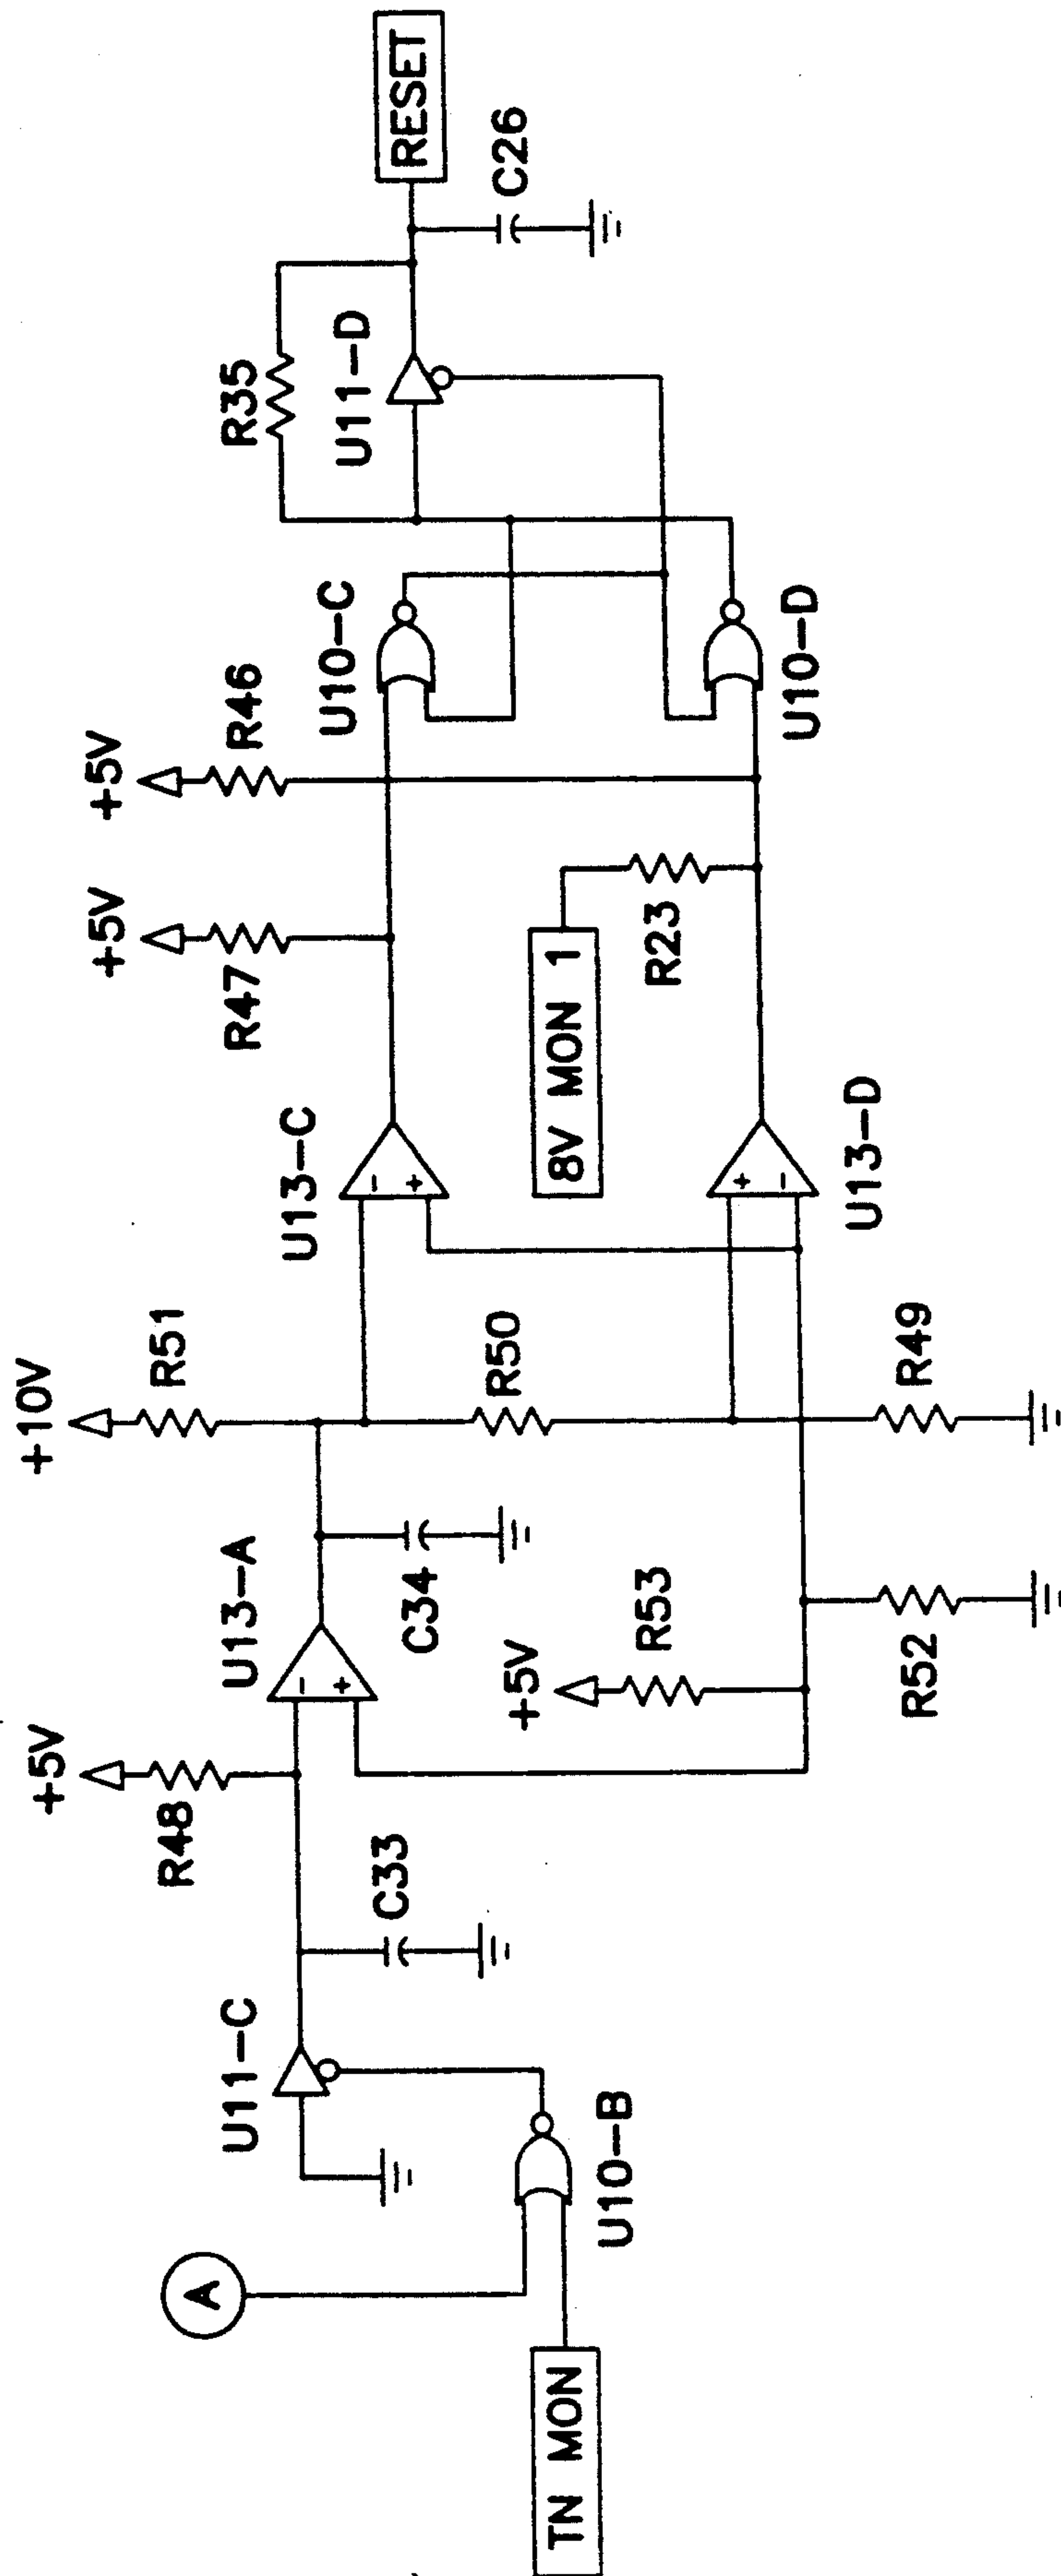 TN MON
A
U10-B
U11-C
C33
+5V
R48
U13-A
+5V
R53
R52
C34
+10V
R51
R50
R49
U13-C
U13-D
8V MON 1
R23
+5V
R47
+5V
R46
U10-C
U10-D
R35
U11-D
C26
RESET